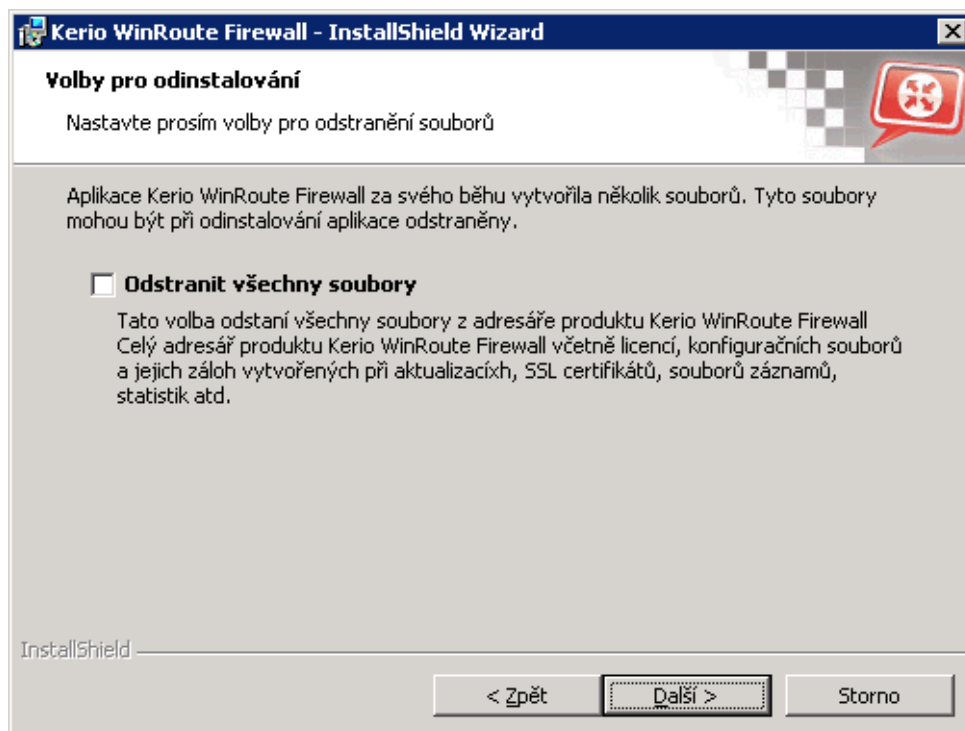 Kerio WinRoute Firewall - InstallShield Wizard
Volby pro odinstalování
Nastavte prosím volby pro odstranění souborů
Aplikace Kerio WinRoute Firewall za svého běhu vytvořila několik souborů. Tyto soubory
mohou být při odinstalování aplikace odstraněny.
Odstranit všechny soubory
Tato volba odstaní všechny soubory z adresáře produktu Kerio WinRoute Firewall
Celý adresář produktu Kerio WinRoute Firewall včetně licencí, konfiguračních souborů
a jejich záloh vytvořených při aktualizacíxh, SSL certifikátů, souborů záznamů,
statistik atd.
InstallShield
< Zpět
Další >
Storno